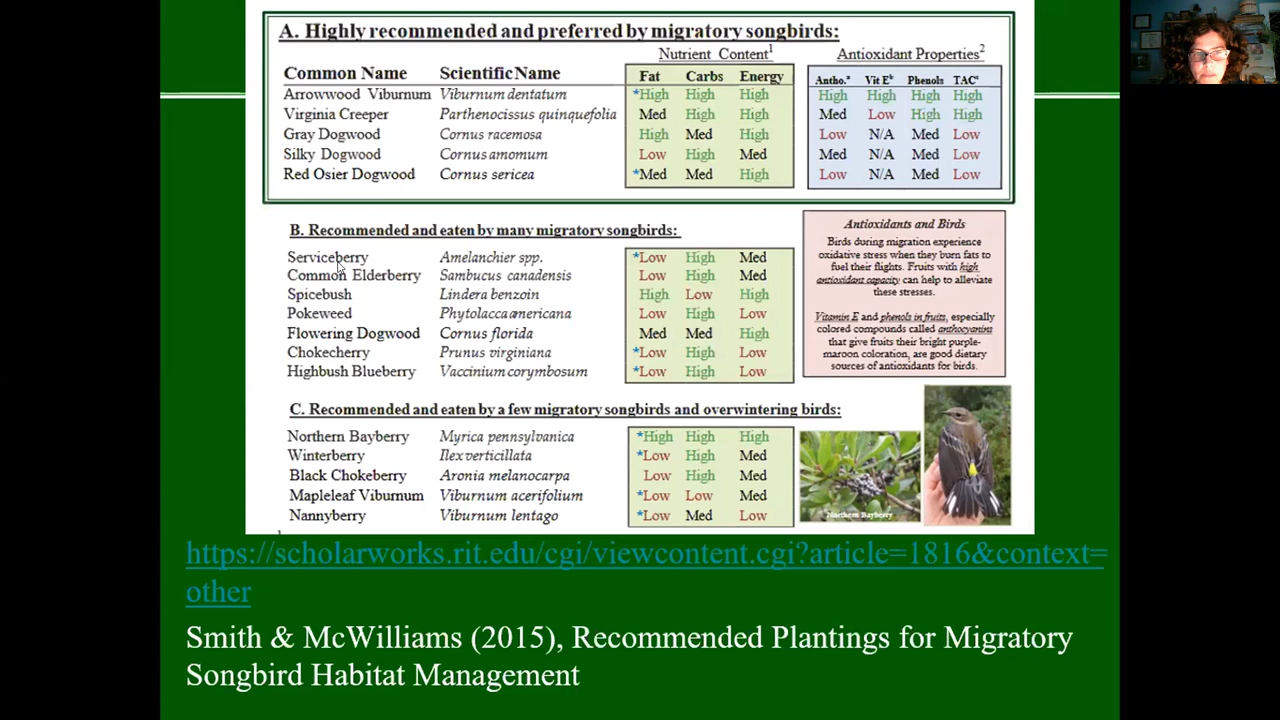 A. Highly recommended and preferred by migratory songbirds:
Nutrient Content1 Antioxidant Properties2
Common Name Scientific Name Fat Carbs Energy Antho.a Vit Eb Phenols TACc
Arrowwood Viburnum Viburnum dentatum *High High High High High High High
Virginia Creeper Parthenocissus quinquefolia Med High High Med Low High High
Gray Dogwood Cornus racemosa High Med High Low N/A Med Low
Silky Dogwood Cornus amomum Low High Med Med N/A Med Low
Red Osier Dogwood Cornus sericea *Med Med High Low N/A Med Low
B. Recommended and eaten by many migratory songbirds:
Serviceberry Amelanchier spp. *Low High Med
Common Elderberry Sambucus canadensis Low High Med
Spicebush Lindera benzoin High Low High
Pokeweed Phytolacca americana Low High Low
Flowering Dogwood Cornus florida Med Med High
Chokecherry Prunus virginiana *Low High Low
Highbush Blueberry Vaccinium corymbosum *Low High Low
Antioxidants and Birds
Birds during migration experience
oxidative stress when they burn fats to
fuel their flights. Fruits with high
antioxidant capacity can help to alleviate
these stresses.
Vitamin E and phenols in fruits, especially
colored compounds called anthocyanins
that give fruits their bright purple-
maroon coloration, are good dietary
sources of antioxidants for birds.
C. Recommended and eaten by a few migratory songbirds and overwintering birds:
Northern Bayberry Myrica pennsylvanica *High High High
Winterberry Ilex verticillata *Low High Med
Black Chokeberry Aronia melanocarpa Low High Med
Mapleleaf Viburnum Viburnum acerifolium *Low Low Med
Nannyberry Viburnum lentago *Low Med Low
Northern Bayberry
https://scholarworks.rit.edu/cgi/viewcontent.cgi?article=1816&context=
other
Smith & McWilliams (2015), Recommended Plantings for Migratory
Songbird Habitat Management